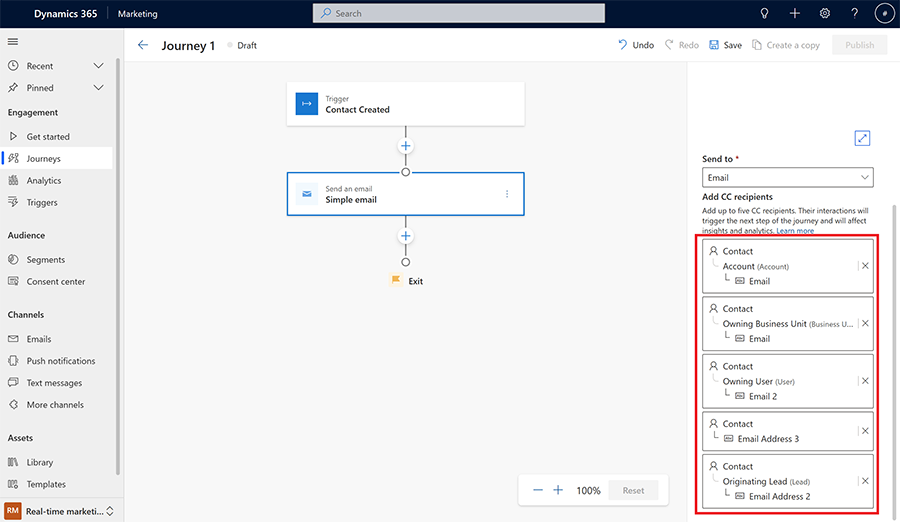 Dynamics 365
Marketing
Search
?
#
Journey 1
Draft
Undo
Redo
Save
Create a copy
Publish
Recent
Pinned
Engagement
Get started
Journeys
Analytics
Triggers
Audience
Segments
Consent center
Channels
Emails
Push notifications
Text messages
More channels
Assets
Library
Templates
RM
Real-time marketi...
Trigger
Contact Created
Send an email
Simple email
Exit
100%
Reset
Send to *
Email
Add CC recipients
Add up to five CC recipients. Their interactions will
trigger the next step of the journey and will affect
insights and analytics. Learn more
Contact
Account (Account)
Email
Contact
Owning Business Unit (Business U...
Email
Contact
Owning User (User)
Email 2
Contact
Email Address 3
Contact
Originating Lead (Lead)
Email Address 2